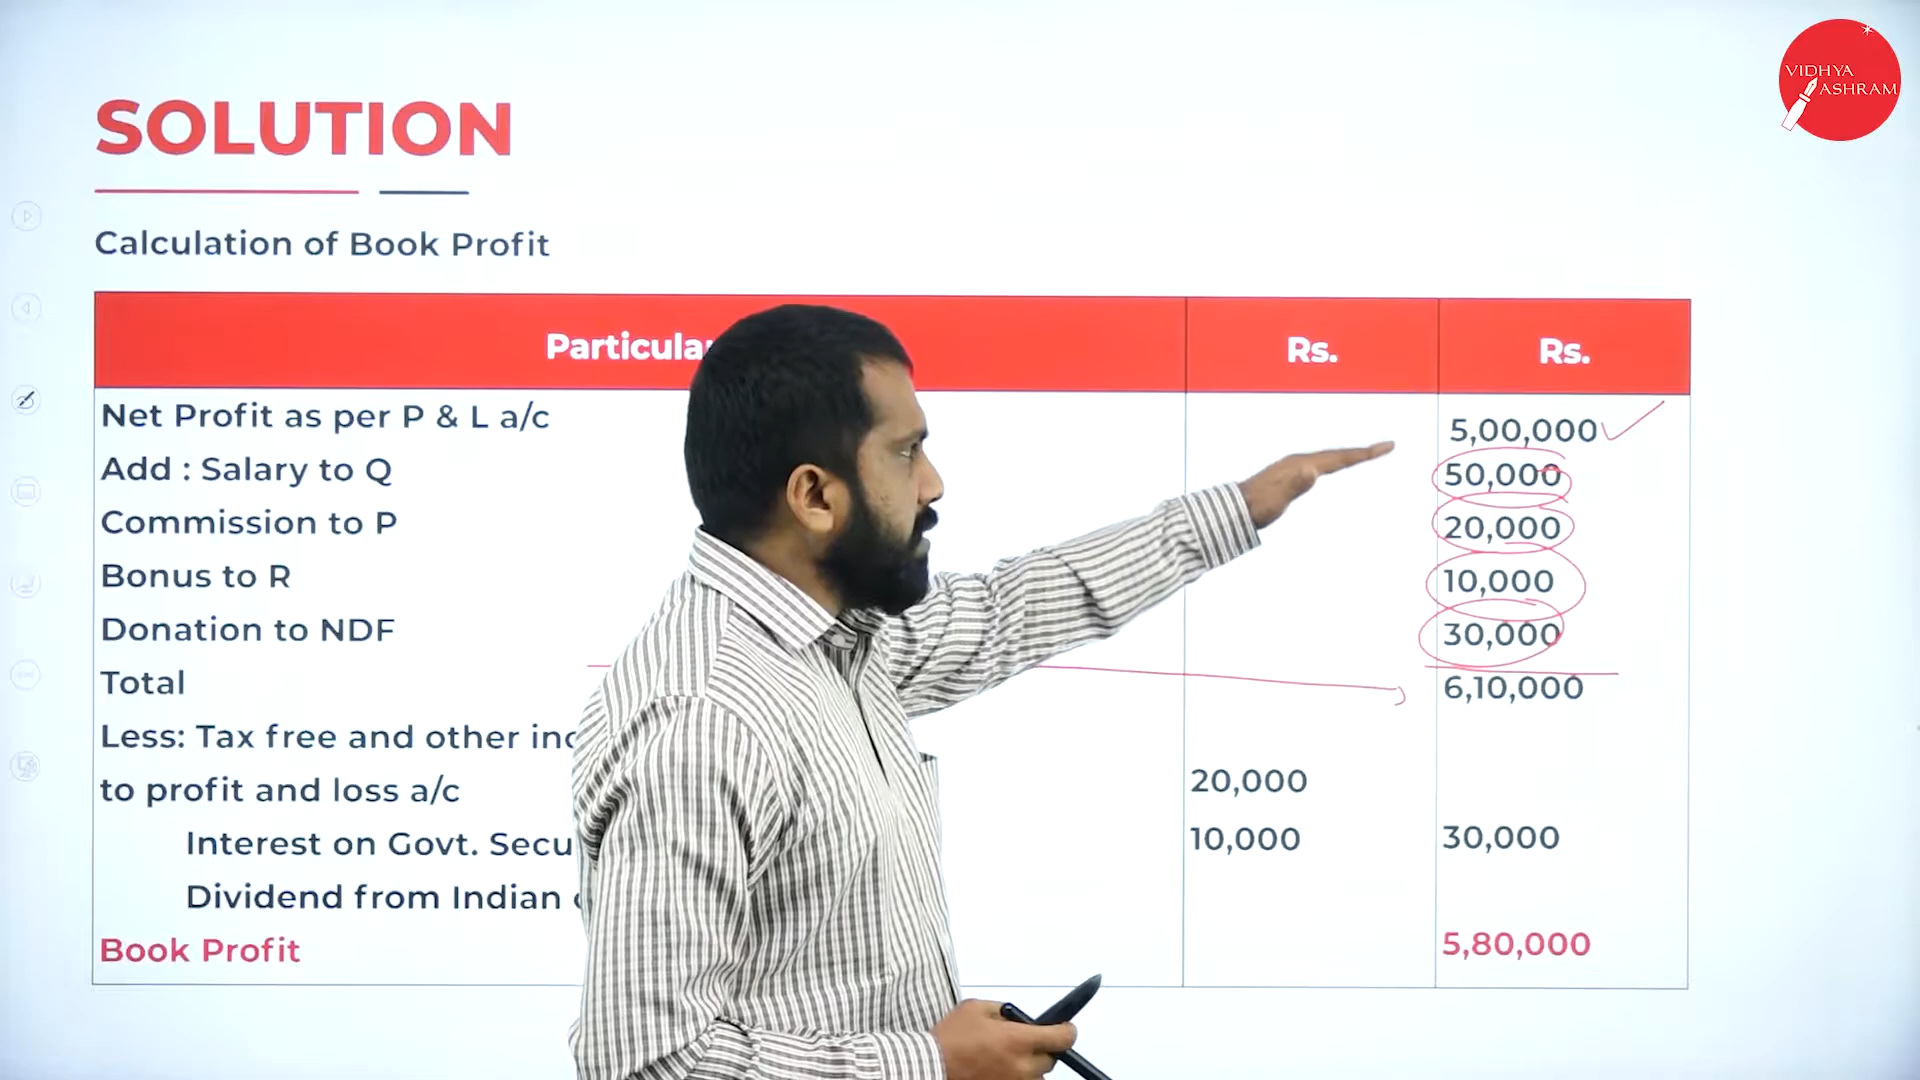 VIDHYA
ASHRAM
SOLUTION
Calculation of Book Profit
Rs. Rs.
Net Profit as per P & L a/c 5,00,000
Add : Salary to Q 50,000
Commission to P 20,000
Bonus to R 10,000
Donation to NDF 30,000
Total 6,10,000
Less: Tax free and other
to profit and loss a/c 20,000
Interest on Govt. 10,000 30,000
Dividend from Indian
Book Profit 5,80,000